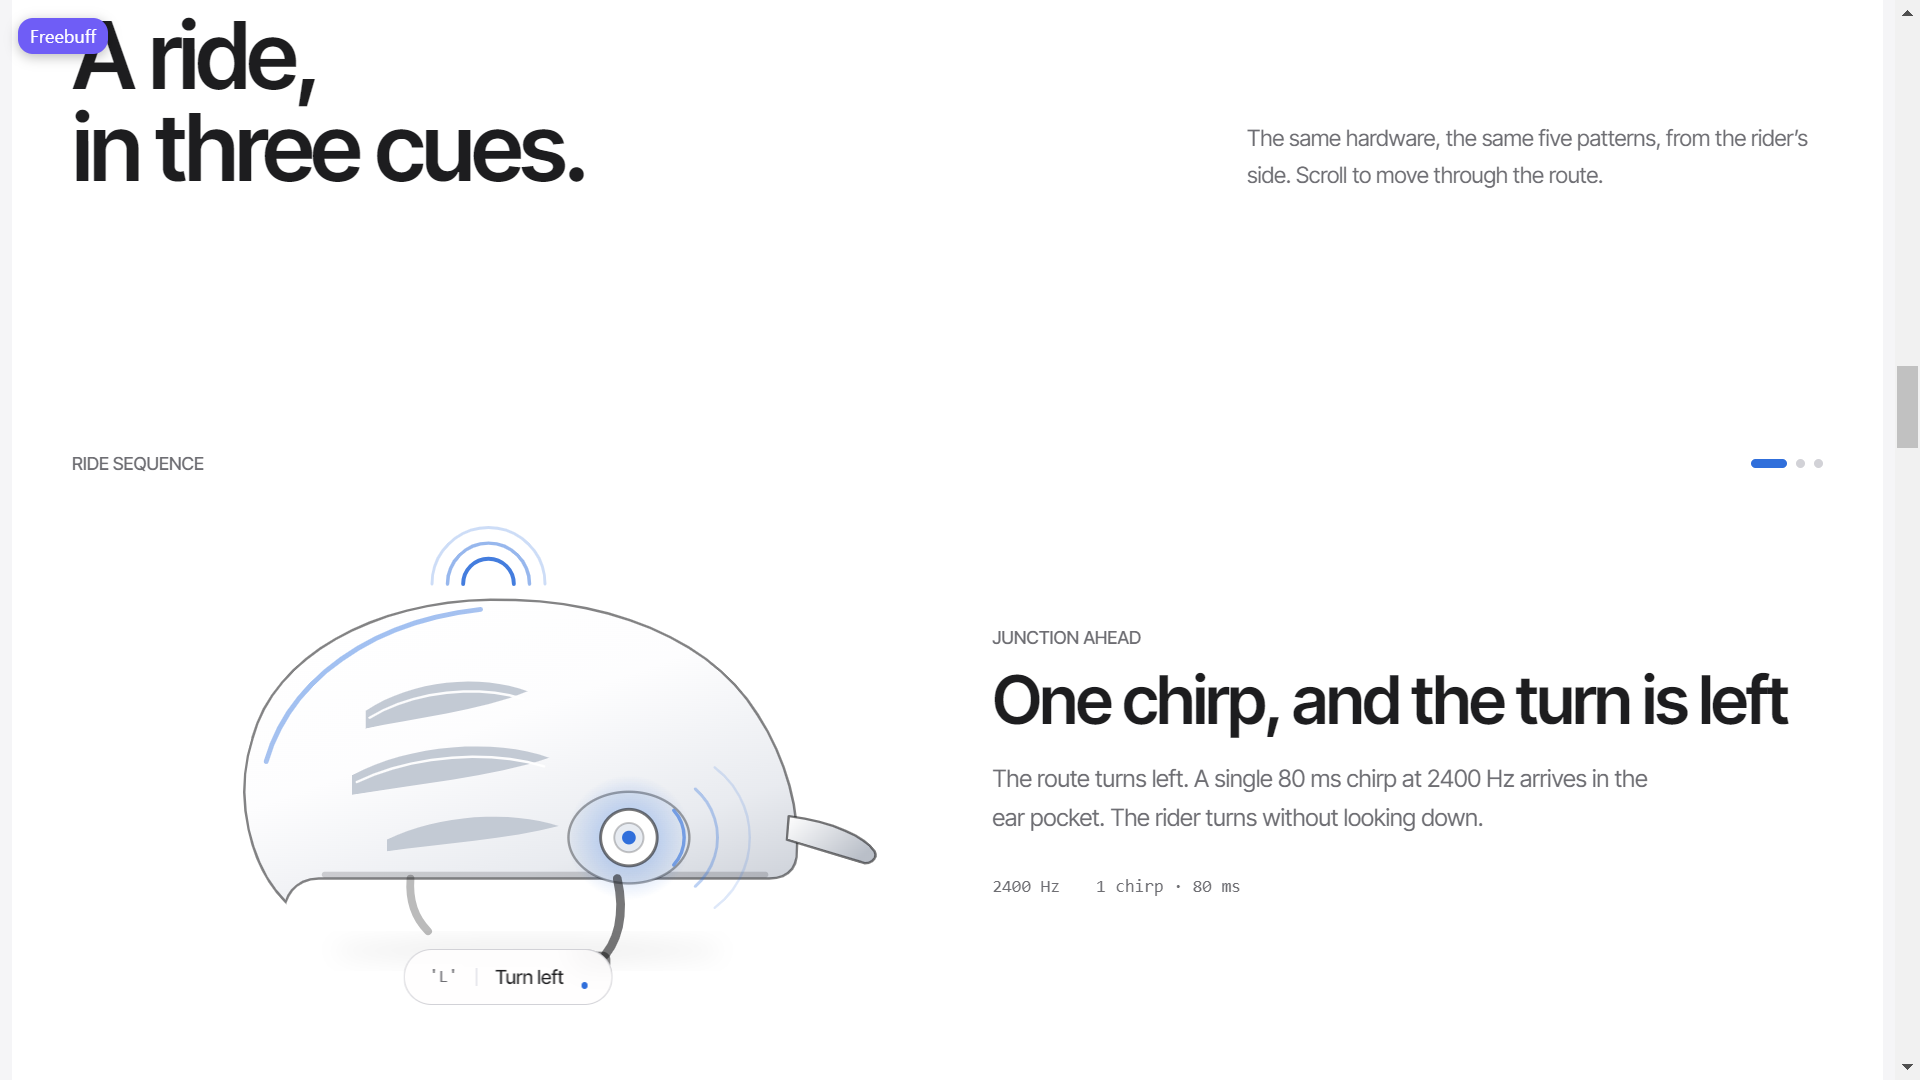 Freebuff
A ride,
in three cues.
The same hardware, the same five patterns, from the rider’s
side. Scroll to move through the route.
RIDE SEQUENCE
JUNCTION AHEAD
One chirp, and the turn is left
The route turns left. A single 80 ms chirp at 2400 Hz arrives in the
ear pocket. The rider turns without looking down.
2400 Hz 1 chirp · 80 ms
'L' Turn left